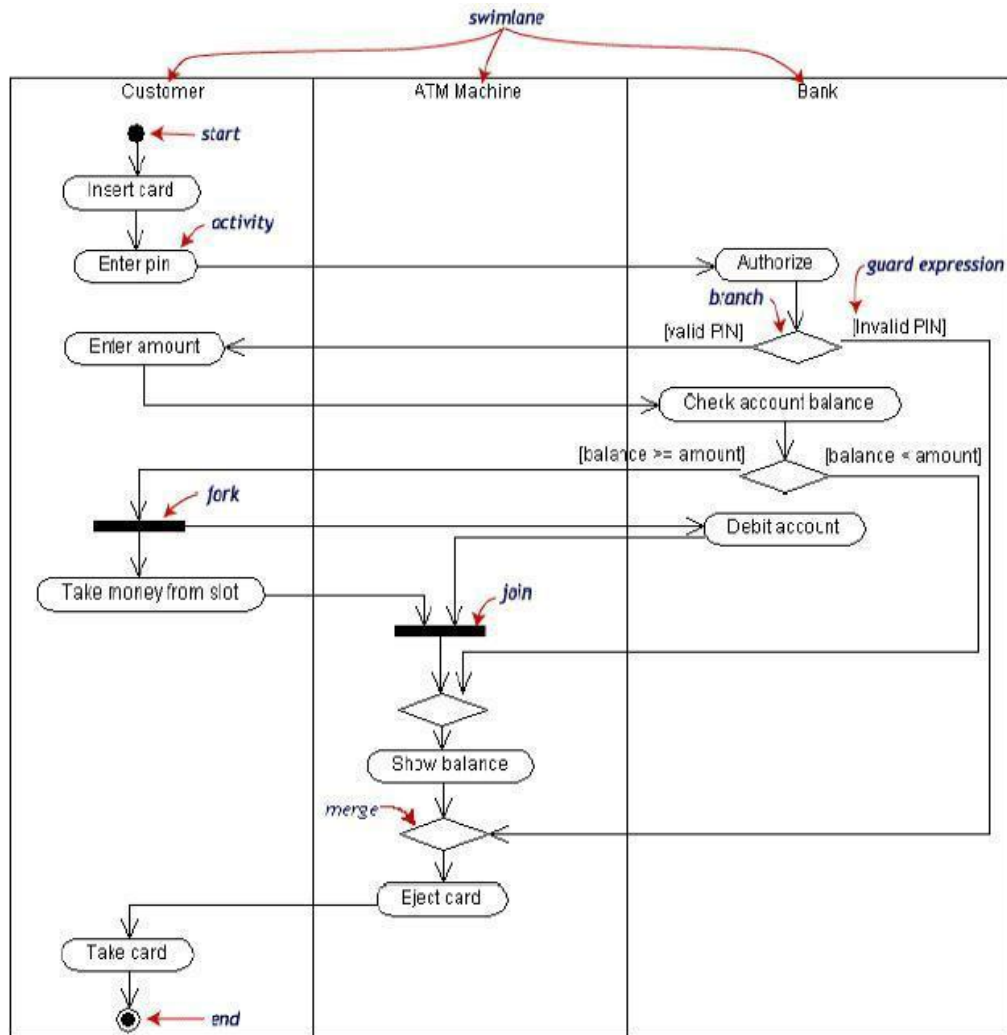 swimlane
Customer
ATM Machine
Bank
start
Insert card
activity
Enter pin
Authorize
guard expression
branch
[valid PIN]
[Invalid PIN]
Enter amount
Check account balance
[balance >= amount]
[balance < amount]
fork
Debit account
Take money from slot
join
Show balance
merge
Eject card
Take card
end